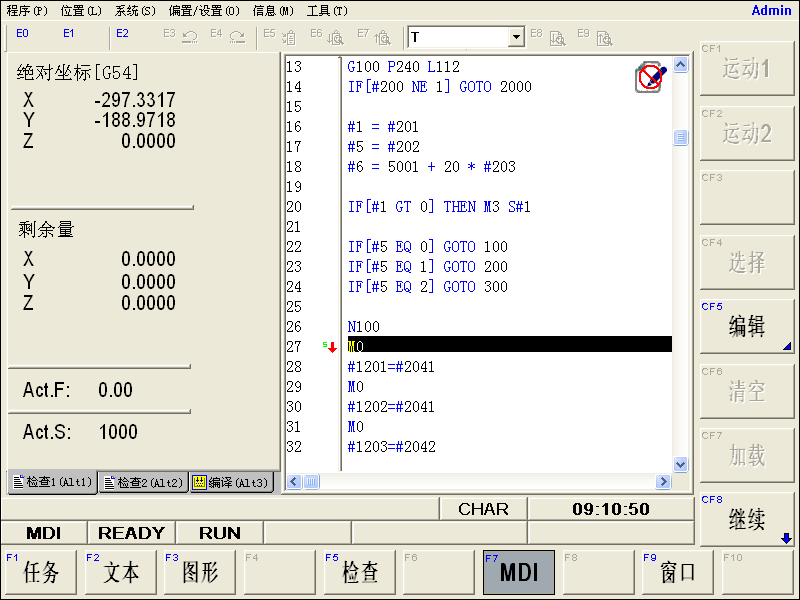 程序(P) 位置(L) 系统(S) 偏置/设置(O) 信息(M) 工具(T) Admin
E0 E1 E2 E3 E4 E5 E6 E7 T E8 E9
绝对坐标[G54]
X -297.3317
Y -188.9718
Z 0.0000
剩余量
X 0.0000
Y 0.0000
Z 0.0000
Act.F: 0.00
Act.S: 1000
检查1(Alt1) 检查2(Alt2) 编译(Alt3)
13 G100 P240 L112
14 IF[#200 NE 1] GOTO 2000
15
16 #1 = #201
17 #5 = #202
18 #6 = 5001 + 20 * #203
19
20 IF[#1 GT 0] THEN M3 S#1
21
22 IF[#5 EQ 0] GOTO 100
23 IF[#5 EQ 1] GOTO 200
24 IF[#5 EQ 2] GOTO 300
25
26 N100
27 M0
28 #1201=#2041
29 M0
30 #1202=#2041
31 M0
32 #1203=#2042
CF1 运动1
CF2 运动2
CF3
CF4 选择
CF5 编辑
CF6 清空
CF7 加载
CF8 继续
CHAR 09:10:50
MDI READY RUN
F1 任务 F2 文本 F3 图形 F4 F5 检查 F6 F7 MDI F8 F9 窗口 F10